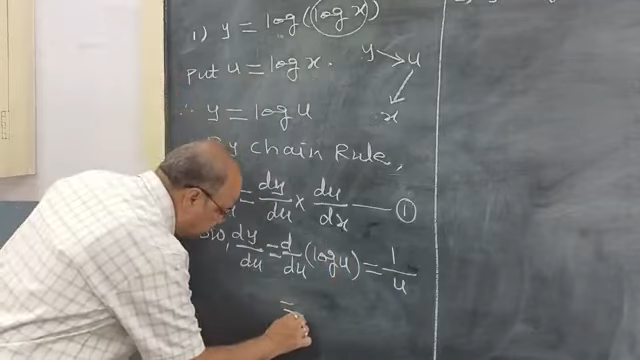 1) y = log(log x)
Put u = log x.
y → u
→ x
∴ y = log u
By Chain Rule,
= dy/du × du/dx —— ①
dy/du = d/du (log u) = 1/u
=